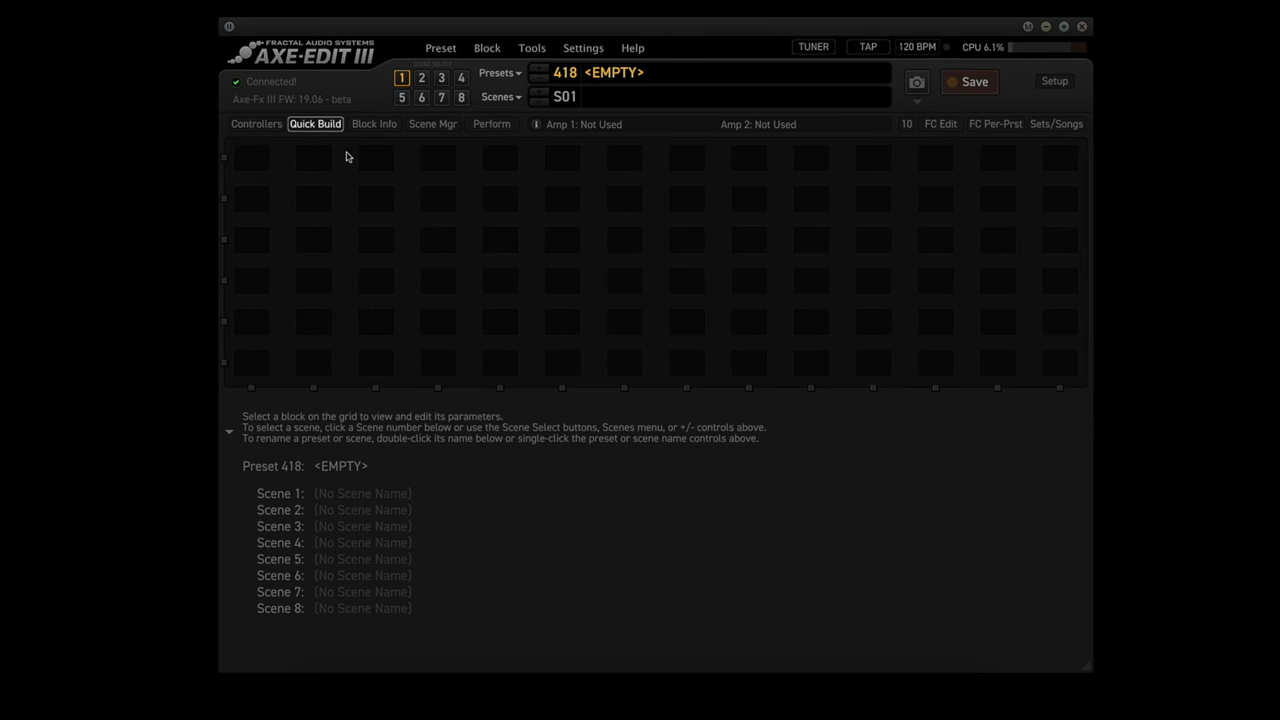 FRACTAL AUDIO SYSTEMS
AXE-EDIT III
Preset Block Tools Settings Help
TUNER TAP 120 BPM CPU 6.1%
SCENE SELECT
Connected!
Axe-Fx III FW: 19.06 - beta
1 2 3 4
5 6 7 8
Presets 418 <EMPTY>
Scenes S01
Save
Setup
Controllers Quick Build Block Info Scene Mgr Perform Amp 1: Not Used Amp 2: Not Used 10 FC Edit FC Per-Prst Sets/Songs
Select a block on the grid to view and edit its parameters.
To select a scene, click a Scene number below or use the Scene Select buttons, Scenes menu, or +/- controls above.
To rename a preset or scene, double-click its name below or single-click the preset or scene name controls above.
Preset 418: <EMPTY>
Scene 1: (No Scene Name)
Scene 2: (No Scene Name)
Scene 3: (No Scene Name)
Scene 4: (No Scene Name)
Scene 5: (No Scene Name)
Scene 6: (No Scene Name)
Scene 7: (No Scene Name)
Scene 8: (No Scene Name)